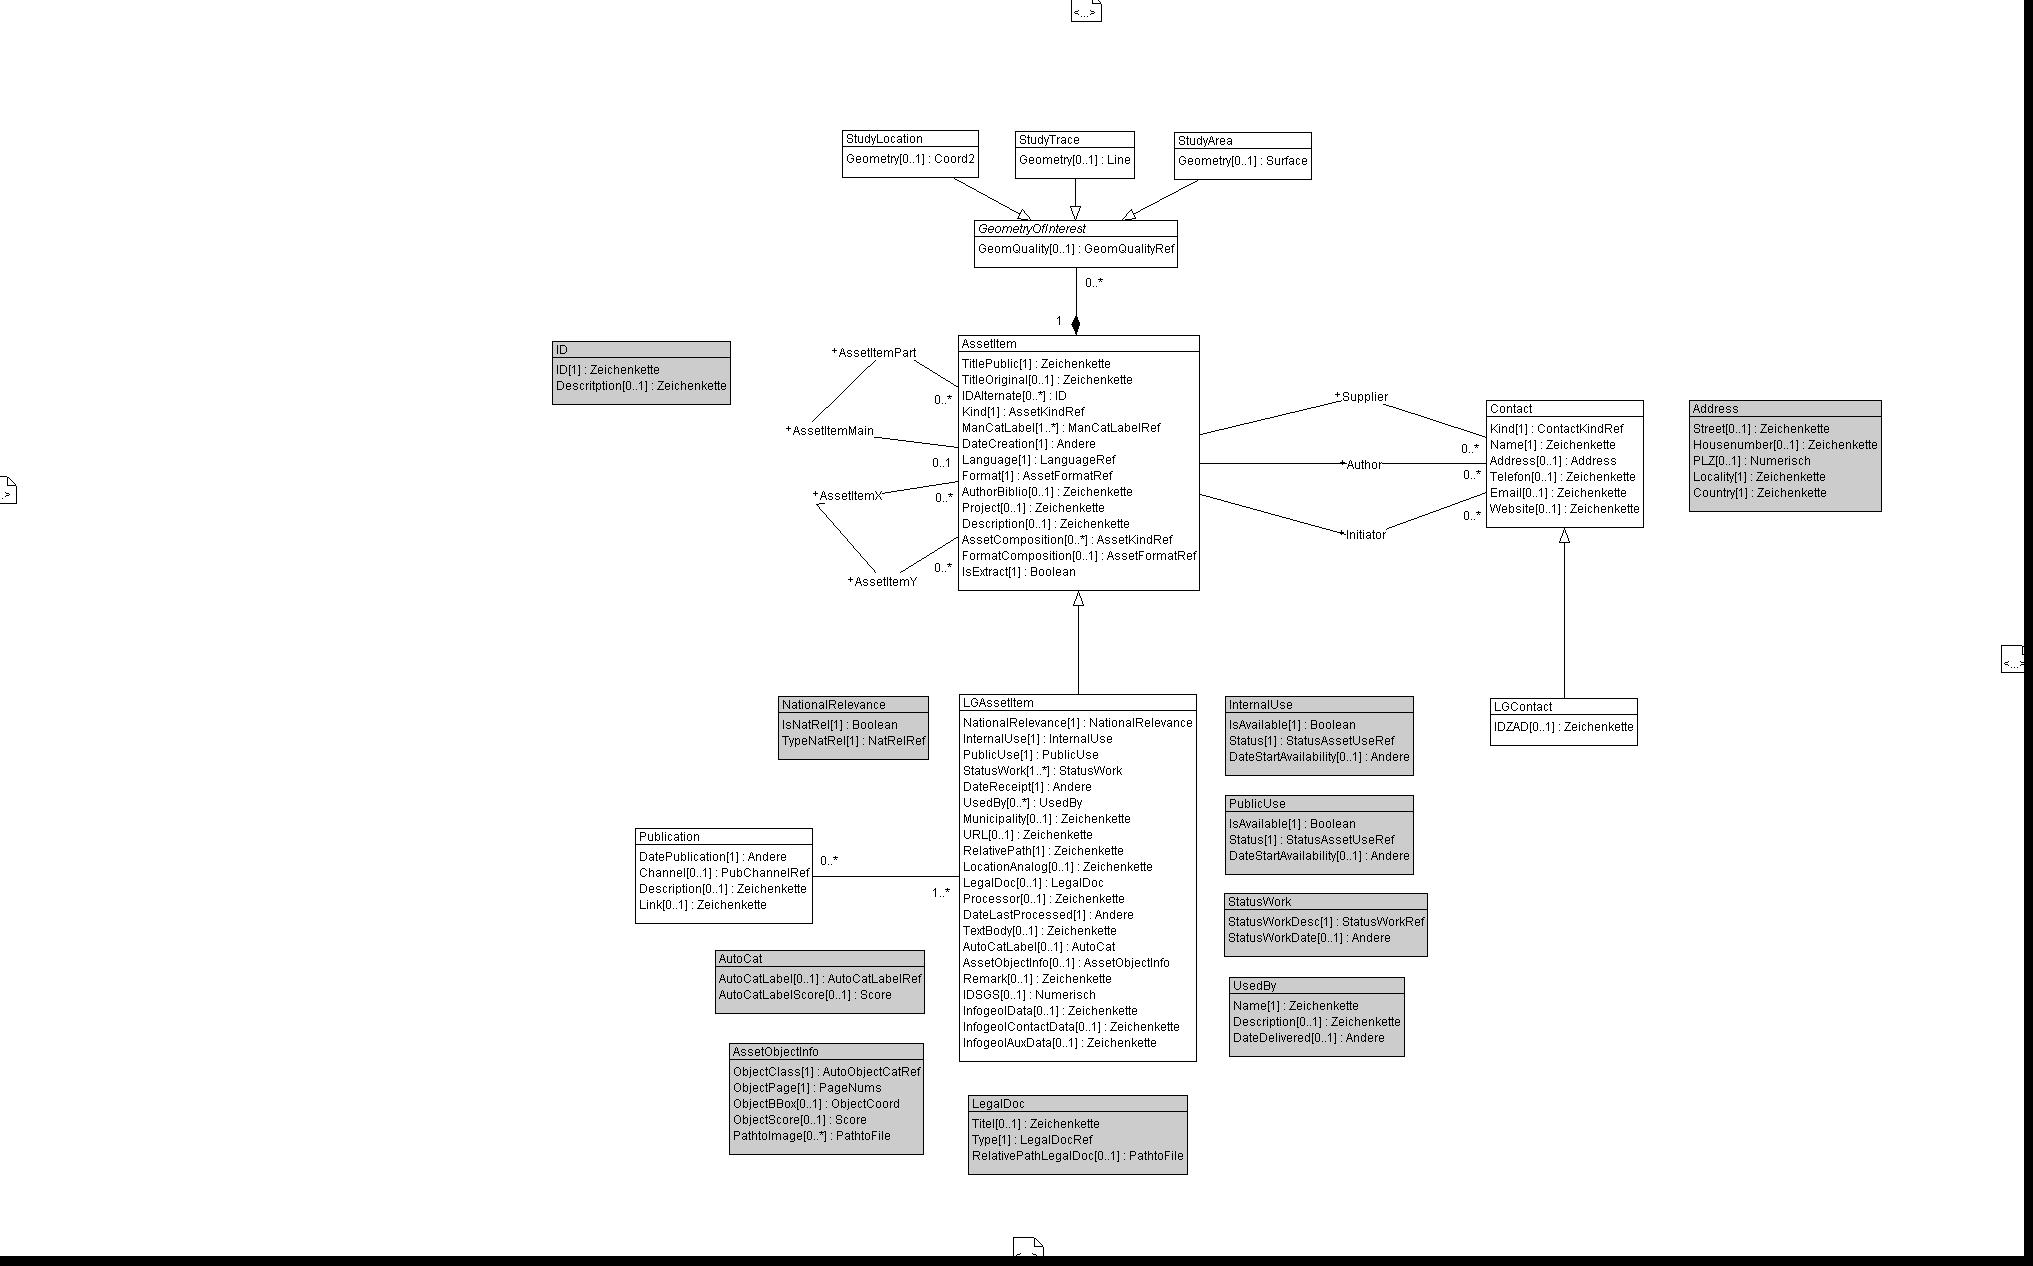 <...>
StudyLocation
Geometry[0..1] : Coord2
StudyTrace
Geometry[0..1] : Line
StudyArea
Geometry[0..1] : Surface
GeometryOfInterest
GeomQuality[0..1] : GeomQualityRef
0..*
1
ID
ID[1] : Zeichenkette
Descritption[0..1] : Zeichenkette
+AssetItemPart
0..*
+AssetItemMain
0..1
+AssetItemX
0..*
+AssetItemY
0..*
AssetItem
TitlePublic[1] : Zeichenkette
TitleOriginal[0..1] : Zeichenkette
IDAlternate[0..*] : ID
Kind[1] : AssetKindRef
ManCatLabel[1..*] : ManCatLabelRef
DateCreation[1] : Andere
Language[1] : LanguageRef
Format[1] : AssetFormatRef
AuthorBiblio[0..1] : Zeichenkette
Project[0..1] : Zeichenkette
Description[0..1] : Zeichenkette
AssetComposition[0..*] : AssetKindRef
FormatComposition[0..1] : AssetFormatRef
IsExtract[1] : Boolean
+Supplier
0..*
+Author
0..*
+Initiator
0..*
Contact
Kind[1] : ContactKindRef
Name[1] : Zeichenkette
Address[0..1] : Address
Telefon[0..1] : Zeichenkette
Email[0..1] : Zeichenkette
Website[0..1] : Zeichenkette
Address
Street[0..1] : Zeichenkette
Housenumber[0..1] : Zeichenkette
PLZ[0..1] : Numerisch
Locality[1] : Zeichenkette
Country[1] : Zeichenkette
.>
<...>
NationalRelevance
IsNatRel[1] : Boolean
TypeNatRel[1] : NatRelRef
LGAssetItem
NationalRelevance[1] : NationalRelevance
InternalUse[1] : InternalUse
PublicUse[1] : PublicUse
StatusWork[1..*] : StatusWork
DateReceipt[1] : Andere
UsedBy[0..*] : UsedBy
Municipality[0..1] : Zeichenkette
URL[0..1] : Zeichenkette
RelativePath[1] : Zeichenkette
LocationAnalog[0..1] : Zeichenkette
LegalDoc[0..1] : LegalDoc
Processor[0..1] : Zeichenkette
DateLastProcessed[1] : Andere
TextBody[0..1] : Zeichenkette
AutoCatLabel[0..1] : AutoCat
AssetObjectInfo[0..1] : AssetObjectInfo
Remark[0..1] : Zeichenkette
IDSGS[0..1] : Numerisch
InfogeolData[0..1] : Zeichenkette
InfogeolContactData[0..1] : Zeichenkette
InfogeolAuxData[0..1] : Zeichenkette
InternalUse
IsAvailable[1] : Boolean
Status[1] : StatusAssetUseRef
DateStartAvailability[0..1] : Andere
LGContact
IDZAD[0..1] : Zeichenkette
PublicUse
IsAvailable[1] : Boolean
Status[1] : StatusAssetUseRef
DateStartAvailability[0..1] : Andere
Publication
DatePublication[1] : Andere
Channel[0..1] : PubChannelRef
Description[0..1] : Zeichenkette
Link[0..1] : Zeichenkette
0..*
1..*
StatusWork
StatusWorkDesc[1] : StatusWorkRef
StatusWorkDate[0..1] : Andere
AutoCat
AutoCatLabel[0..1] : AutoCatLabelRef
AutoCatLabelScore[0..1] : Score
UsedBy
Name[1] : Zeichenkette
Description[0..1] : Zeichenkette
DateDelivered[0..1] : Andere
AssetObjectInfo
ObjectClass[1] : AutoObjectCatRef
ObjectPage[1] : PageNums
ObjectBBox[0..1] : ObjectCoord
ObjectScore[0..1] : Score
PathtoImage[0..*] : PathtoFile
LegalDoc
Titel[0..1] : Zeichenkette
Type[1] : LegalDocRef
RelativePathLegalDoc[0..1] : PathtoFile